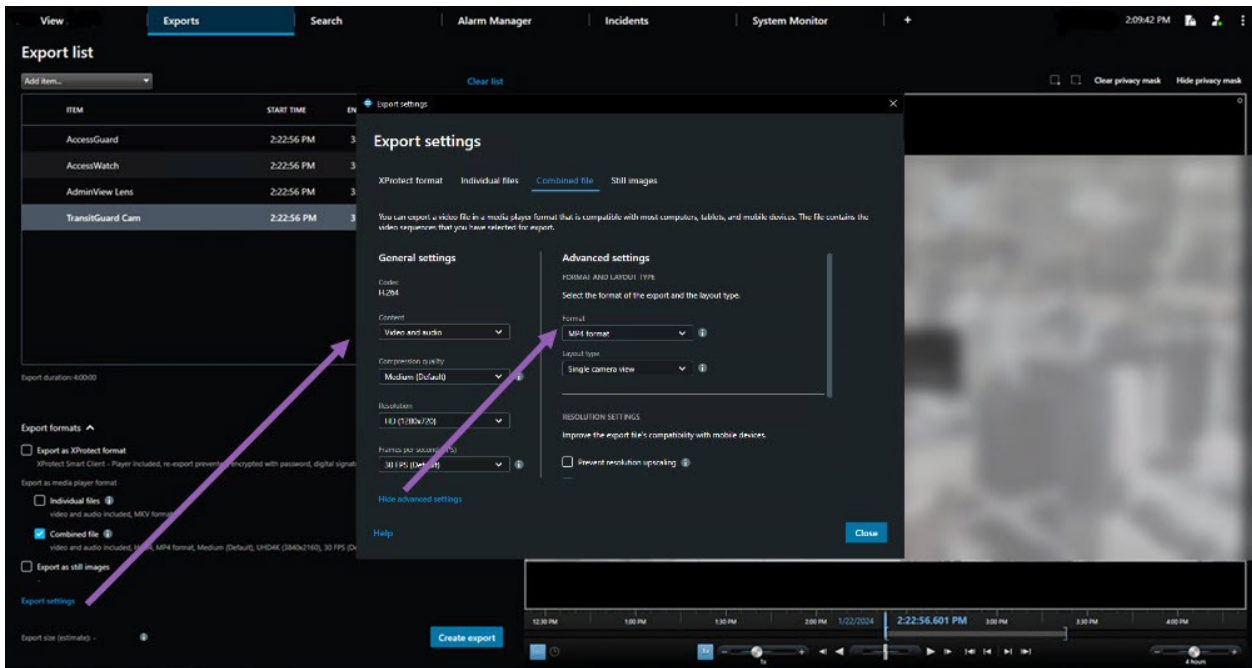 View
Exports
Search
Alarm Manager
Incidents
System Monitor
+
2:09:42 PM
Export list
Add item...
Clear list
Clear privacy mask
Hide privacy mask
ITEM
START TIME
EN
AccessGuard
2:22:56 PM
3
AccessWatch
2:22:56 PM
3
AdminView Lens
2:22:56 PM
3
TransitGuard Cam
2:22:56 PM
3
Export duration: 4:00:00
Export formats
Export as XProtect format
XProtect Smart Client - Player included, re-export prevented, encrypted with password, digital signat
Export as media player format
Individual files
video and audio included, MKV format
Combined file
video and audio included, H.264, MP4 format, Medium (Default), UHD4K (3840x2160), 30 FPS (De
Export as still images
-
Export settings
Export size (estimate): -
Create export
Export settings
Export settings
XProtect format
Individual files
Combined file
Still images
You can export a video file in a media player format that is compatible with most computers, tablets, and mobile devices. The file contains the
video sequences that you have selected for export.
General settings
Codec
H.264
Content
Video and audio
Compression quality
Medium (Default)
Resolution
HD (1280x720)
Frames per second (FPS)
30 FPS (Default)
Hide advanced settings
Help
Advanced settings
FORMAT AND LAYOUT TYPE
Select the format of the export and the layout type.
Format
MP4 format
Layout type
Single camera view
RESOLUTION SETTINGS
Improve the export file's compatibility with mobile devices.
Prevent resolution upscaling
Close
12:30 PM
1:00 PM
1:30 PM
2:00 PM
1/22/2024
2:22:56.601 PM
3:00 PM
3:30 PM
4:00 PM
1x
4 hours